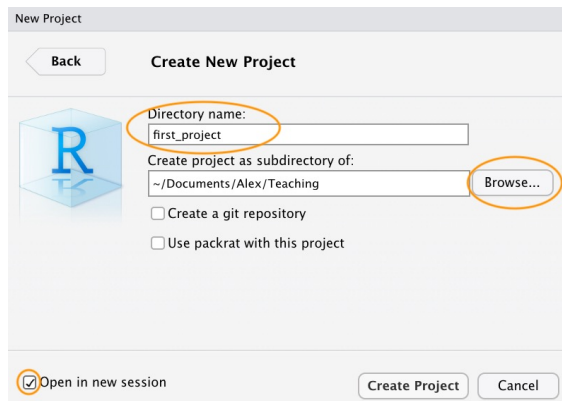 New Project
Back
Create New Project
R
Directory name:
first_project
Create project as subdirectory of:
~/Documents/Alex/Teaching
Browse...
Create a git repository
Use packrat with this project
Open in new session
Create Project
Cancel